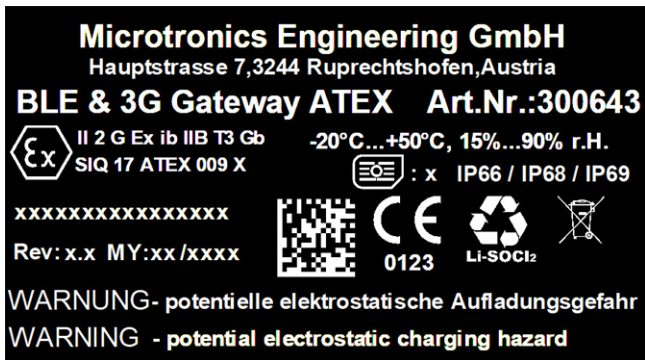 Microtronics Engineering GmbH
Hauptstrasse 7,3244 Ruprechtshofen,Austria
BLE & 3G Gateway ATEX Art.Nr.:300643
Ex II 2 G Ex ib IIB T3 Gb -20°C...+50°C, 15%...90% r.H.
SIQ 17 ATEX 009 X : x IP66 / IP68 / IP69
xxxxxxxxxxxxxxxx CE
Rev: x.x MY:xx /xxxx 0123 Li-SOCl₂
WARNUNG- potentielle elektrostatische Aufladungsgefahr
WARNING - potential electrostatic charging hazard